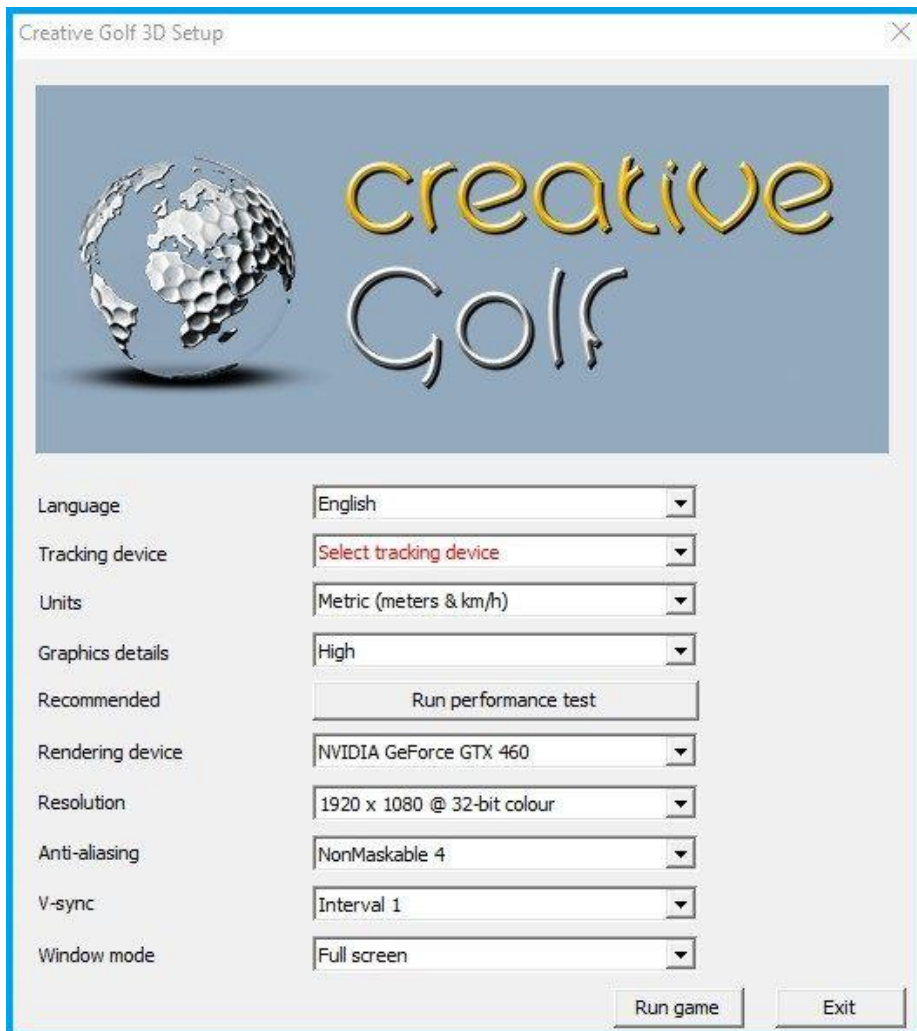 Creative Golf 3D Setup
creative
Golf
Language English
Tracking device Select tracking device
Units Metric (meters & km/h)
Graphics details High
Recommended Run performance test
Rendering device NVIDIA GeForce GTX 460
Resolution 1920 x 1080 @ 32-bit colour
Anti-aliasing NonMaskable 4
V-sync Interval 1
Window mode Full screen
Run game Exit